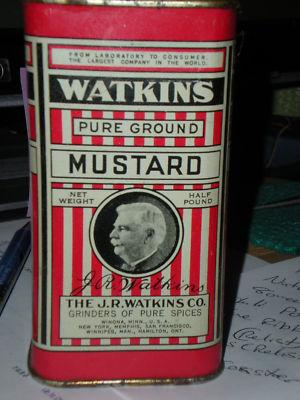 FROM LABORATORY TO CONSUMER.
THE LARGEST COMPANY IN THE WORLD.
WATKINS
PURE GROUND
MUSTARD
NET WEIGHT
HALF POUND
J.R. Watkins
THE J.R.WATKINS CO.
GRINDERS OF PURE SPICES
WINONA, MINN., U.S.A.
NEW YORK, MEMPHIS, SAN FRANCISCO,
WINNIPEG, MAN., HAMILTON, ONT.